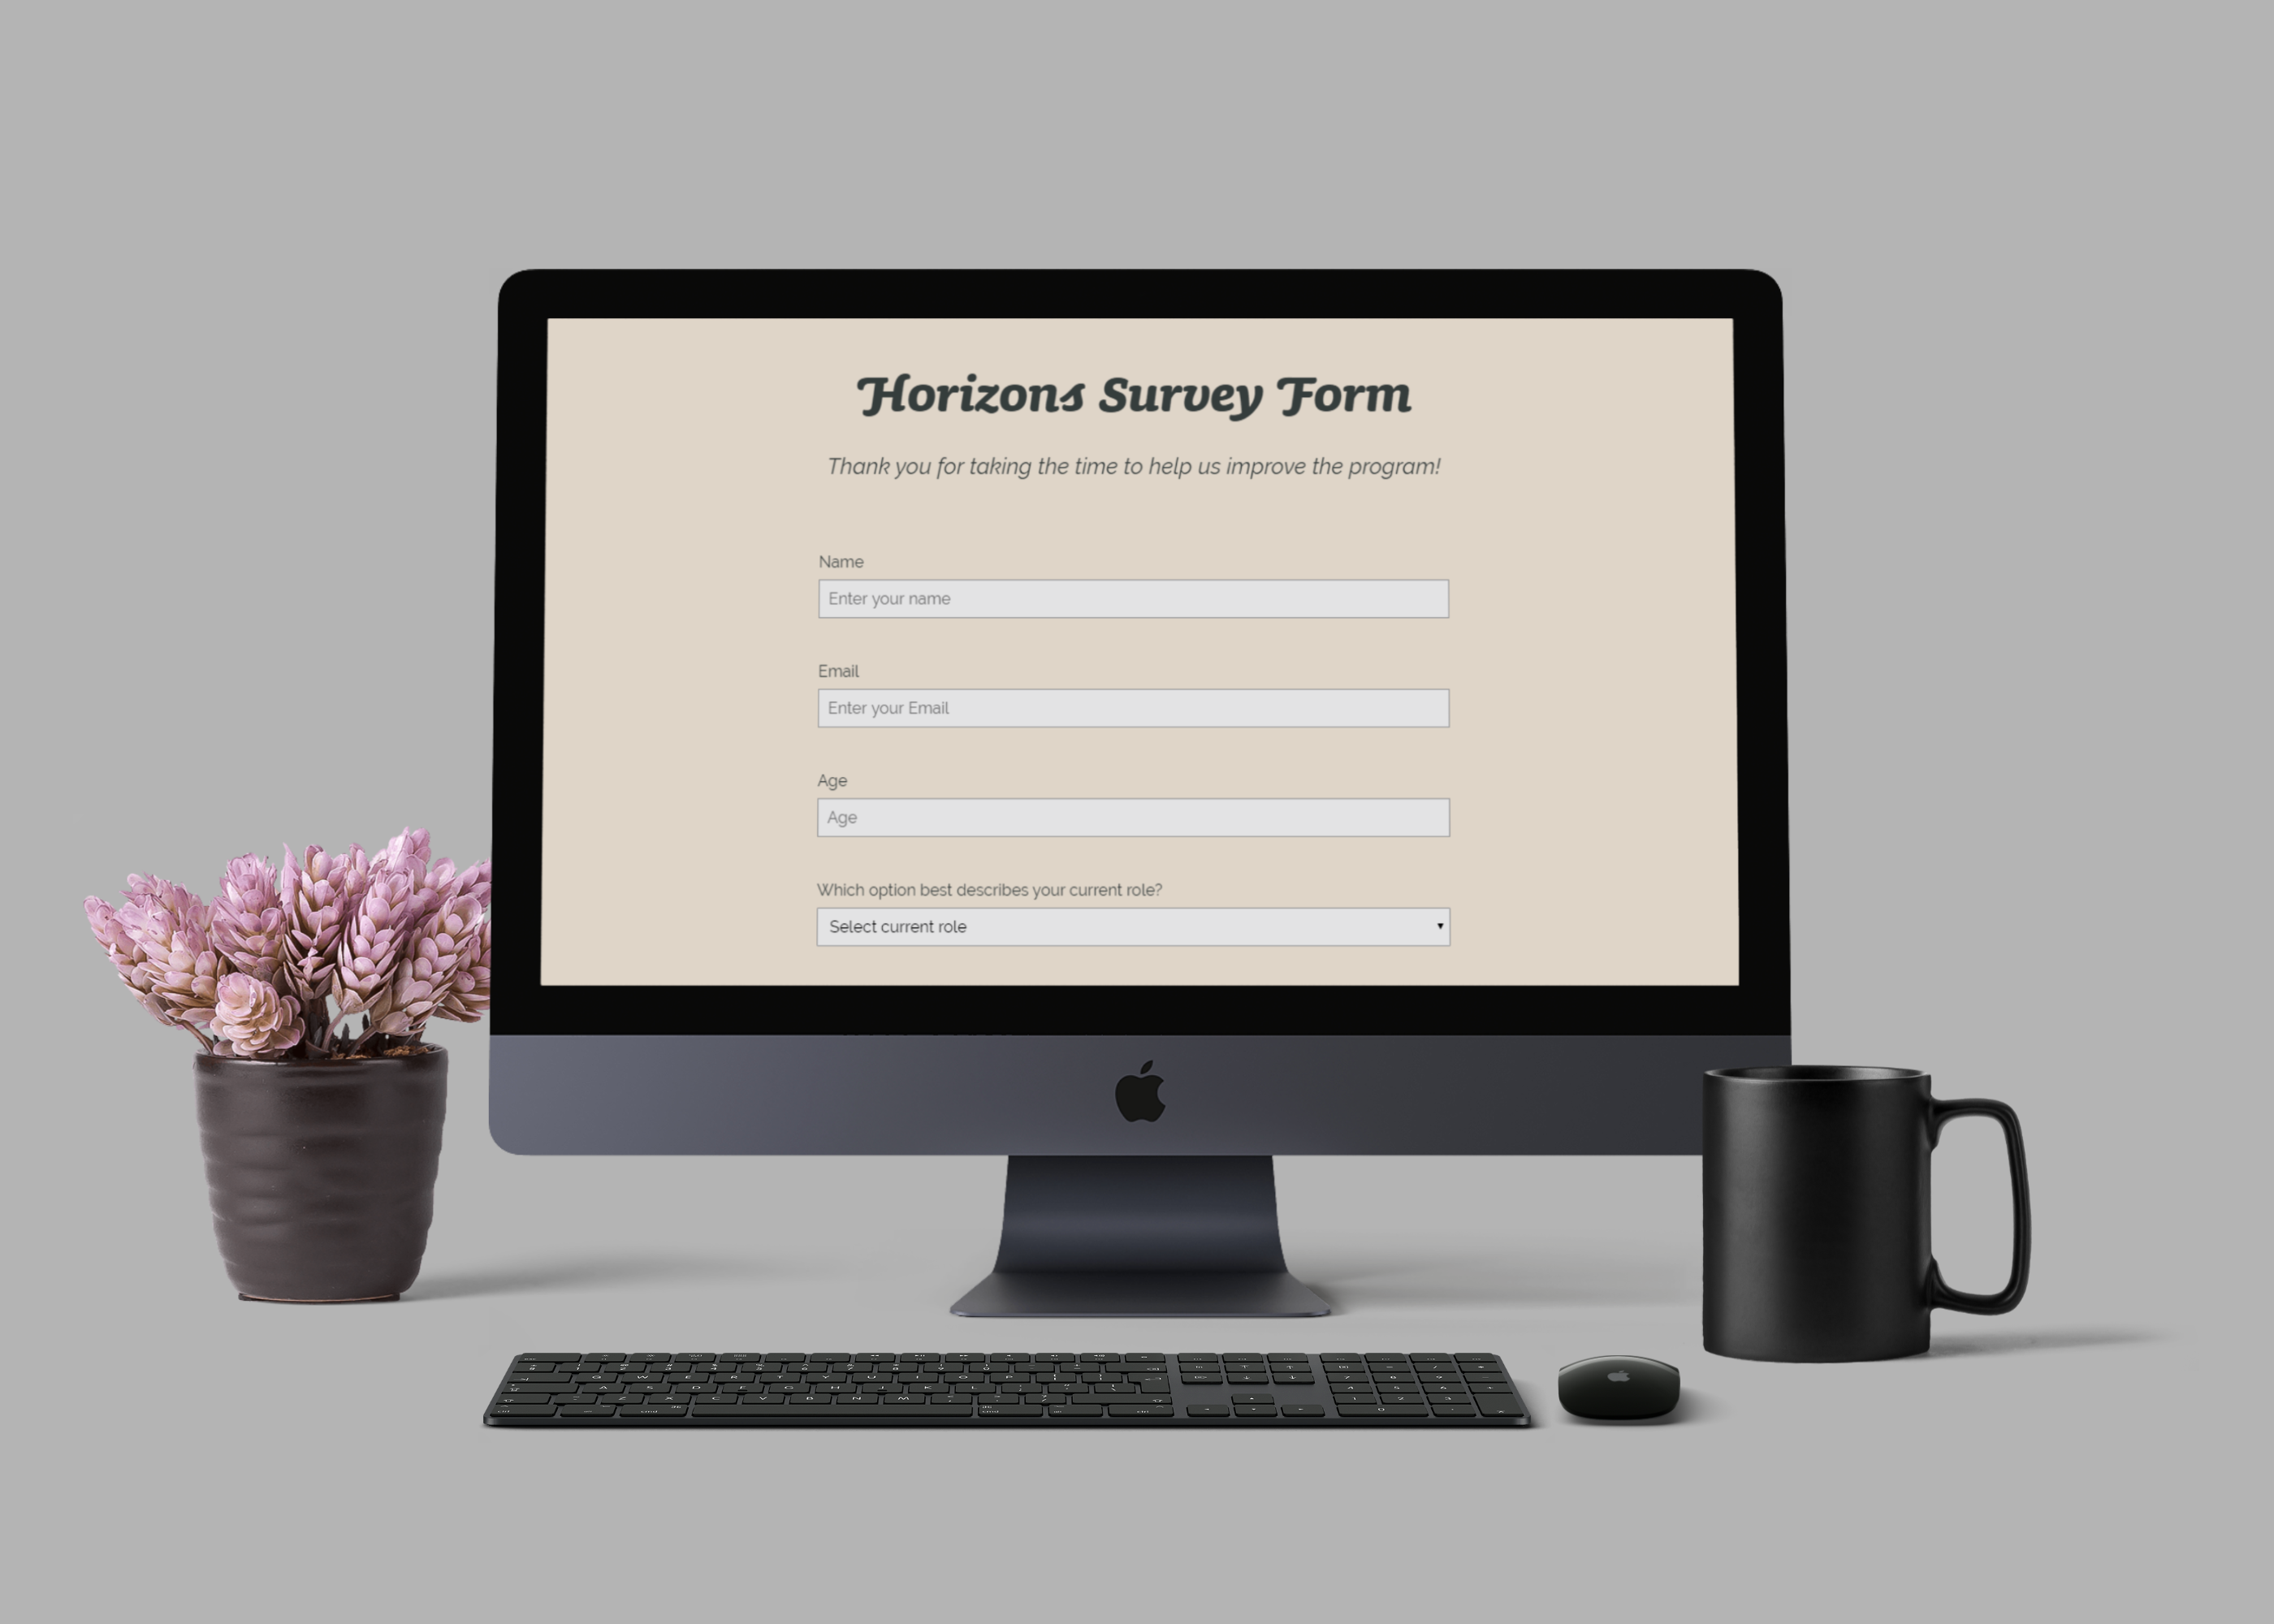 Horizons Survey Form
Thank you for taking the time to help us improve the program!
Name
Enter your name
Email
Enter your Email
Age
Age
Which option best describes your current role?
Select current role